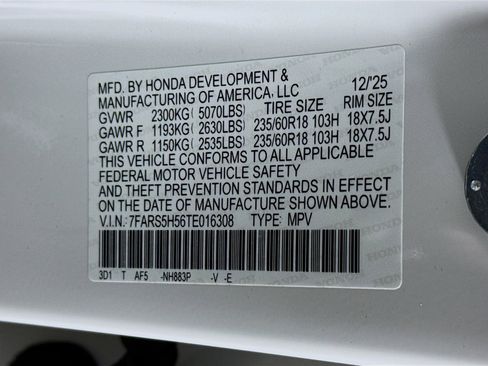 MFD. BY HONDA DEVELOPMENT &
MANUFACTURING OF AMERICA, LLC 12/'25
GVWR 2300KG( 5070LBS) TIRE SIZE RIM SIZE
GAWR F 1193KG( 2630LBS) 235/60R18 103H 18X7.5J
GAWR R 1150KG( 2535LBS) 235/60R18 103H 18X7.5J
THIS VEHICLE CONFORMS TO ALL APPLICABLE
FEDERAL MOTOR VEHICLE SAFETY
AND THEFT PREVENTION STANDARDS IN EFFECT
ON THE DATE OF MANUFACTURE SHOWN ABOVE.
V.I.N: 7FARS5H56TE016308 TYPE: MPV
3D1 T AF5 -NH883P -V -E